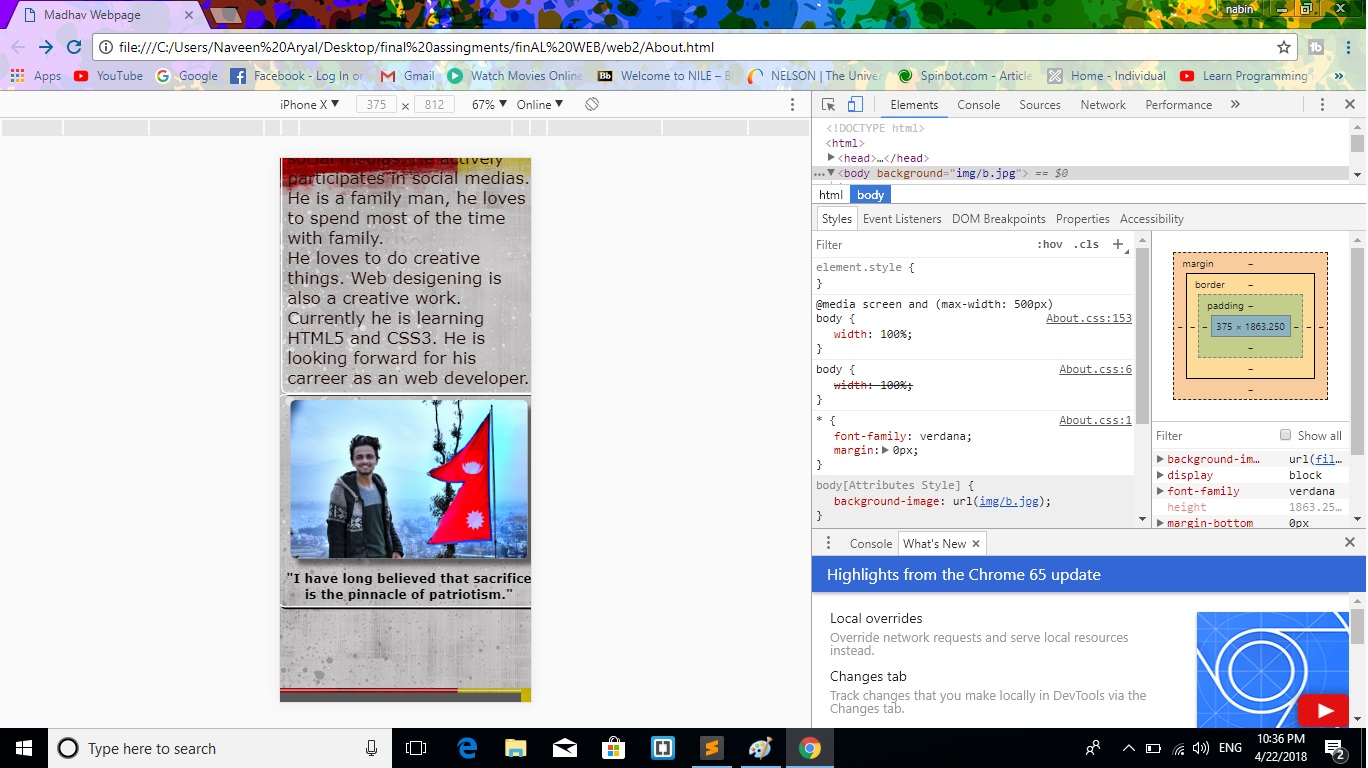 Madhav Webpage
nabin
file:///C:/Users/Naveen%20Aryal/Desktop/final%20assingments/finAL%20WEB/web2/About.html
Apps YouTube Google Facebook - Log In or Gmail Watch Movies Online Bb Welcome to NILE – B NELSON | The Univer Spinbot.com - Article Home - Individual Learn Programming »
iPhone X ▼ 375 x 812 67% ▼ Online ▼
Elements Console Sources Network Performance »
<!DOCTYPE html>
<html>
▶<head>…</head>
…▼<body background="img/b.jpg"> == $0
html body
Styles Event Listeners DOM Breakpoints Properties Accessibility
Filter :hov .cls +
element.style {
}
@media screen and (max-width: 500px)
body { About.css:153
width: 100%;
}
body { About.css:6
width: 100%;
}
* { About.css:1
font-family: verdana;
margin:▶ 0px;
}
body[Attributes Style] {
background-image: url(img/b.jpg);
}
margin –
border –
padding –
– – – 375 × 1863.250 – – –
–
–
–
Filter Show all
▶ background-im… url(fil…
▶ display block
▶ font-family verdana
height 1863.25…
▶ margin-bottom 0px
Console What's New ×
Highlights from the Chrome 65 update
Local overrides
Override network requests and serve local resources
instead.
Changes tab
Track changes that you make locally in DevTools via the
Changes tab.
social medias. He actively
participates in social medias.
He is a family man, he loves
to spend most of the time
with family.
He loves to do creative
things. Web desigening is
also a creative work.
Currently he is learning
HTML5 and CSS3. He is
looking forward for his
carreer as an web developer.
"I have long believed that sacrifice
is the pinnacle of patriotism."
Type here to search
ENG
10:36 PM
4/22/2018
2